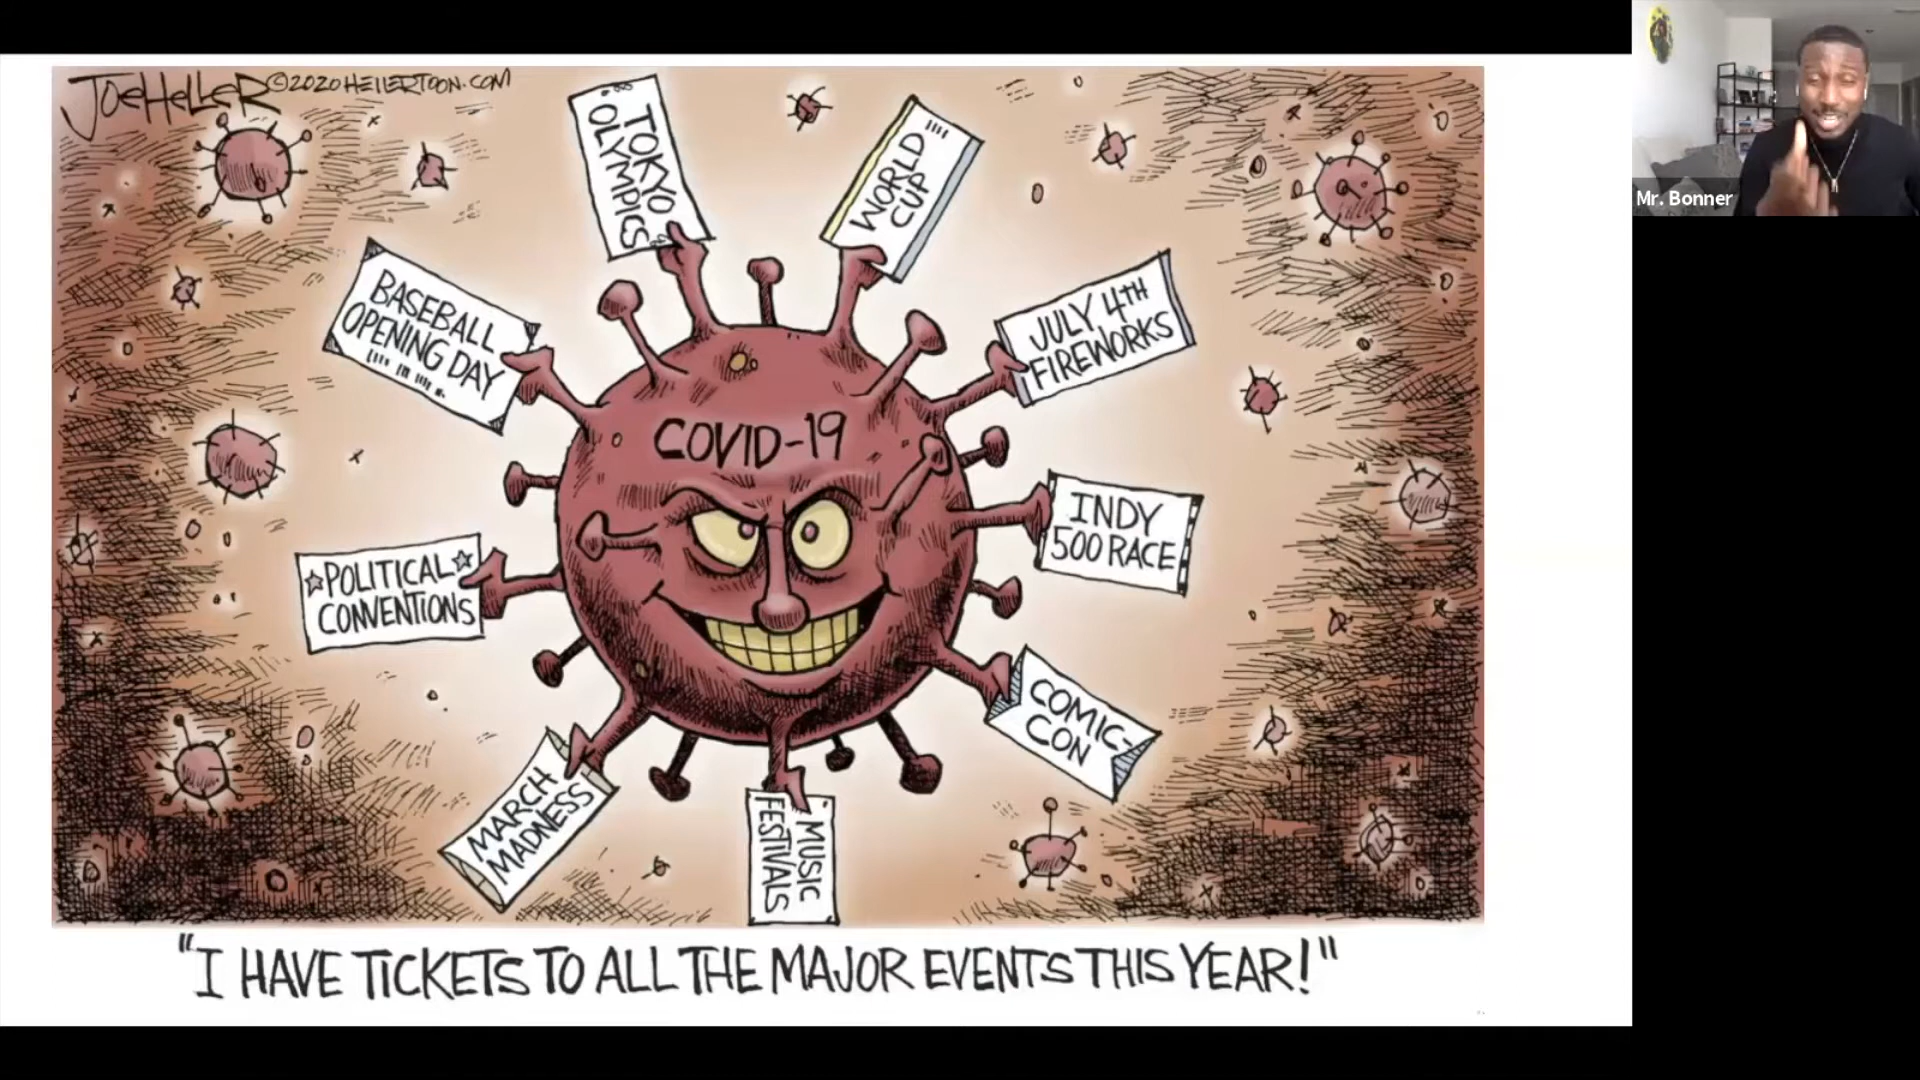 JOE HELLER ©2020 HELLERTOON.COM
TOKYO
OLYMPICS
WORLD
CUP
BASEBALL
OPENING DAY
JULY 4TH
FIREWORKS
COVID-19
INDY
500 RACE
POLITICAL
CONVENTIONS
COMIC-
CON
MARCH
MADNESS
MUSIC
FESTIVALS
"I HAVE TICKETS TO ALL THE MAJOR EVENTS THIS YEAR!"
Mr. Bonner